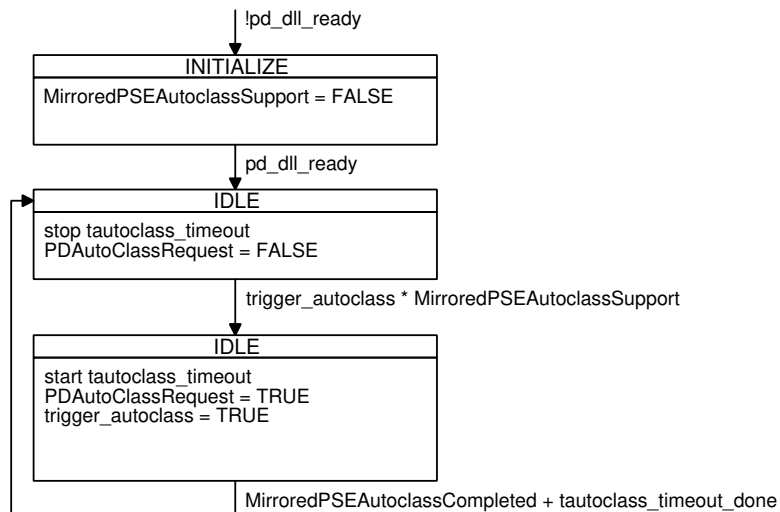 !pd_dll_ready
INITIALIZE
MirroredPSEAutoclassSupport = FALSE
pd_dll_ready
IDLE
stop tautoclass_timeout
PDAutoClassRequest = FALSE
trigger_autoclass * MirroredPSEAutoclassSupport
IDLE
start tautoclass_timeout
PDAutoClassRequest = TRUE
trigger_autoclass = TRUE
MirroredPSEAutoclassCompleted + tautoclass_timeout_done